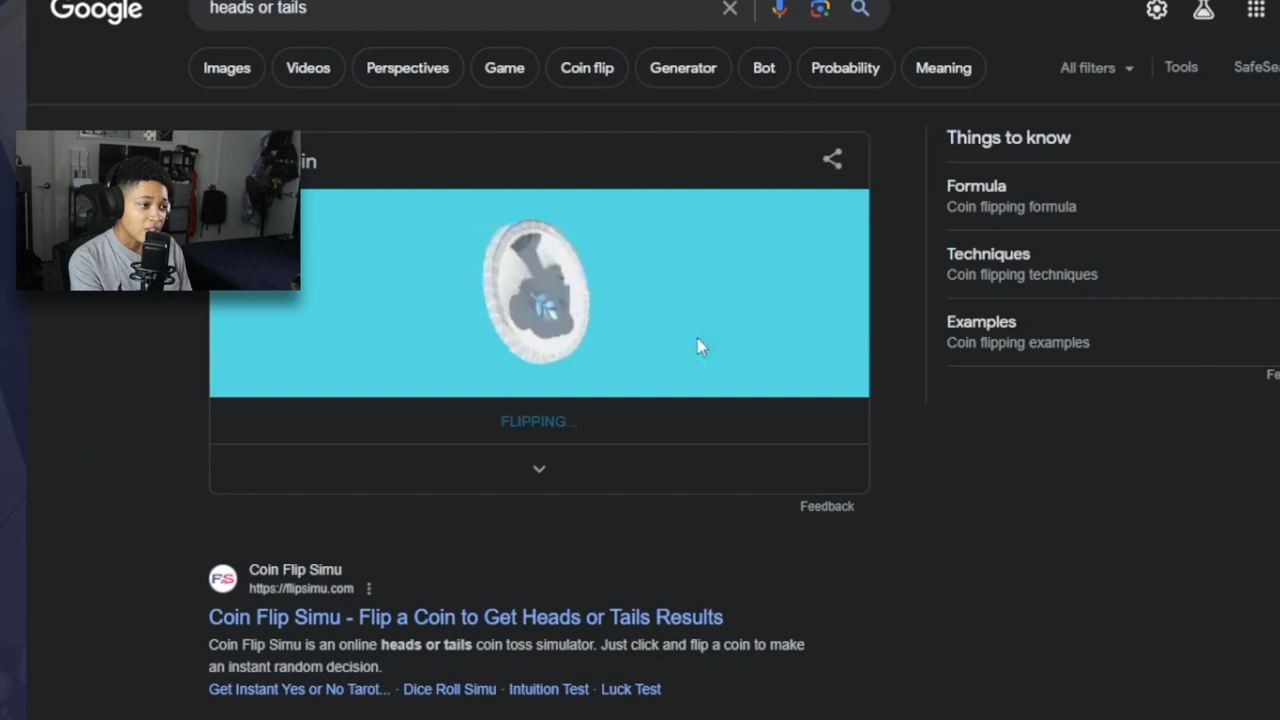 Google
heads or tails
Images Videos Perspectives Game Coin flip Generator Bot Probability Meaning All filters Tools
in
FLIPPING...
Feedback
Things to know
Formula
Coin flipping formula
Techniques
Coin flipping techniques
Examples
Coin flipping examples
Fe
FS
Coin Flip Simu
https://flipsimu.com
Coin Flip Simu - Flip a Coin to Get Heads or Tails Results
Coin Flip Simu is an online heads or tails coin toss simulator. Just click and flip a coin to make
an instant random decision.
Get Instant Yes or No Tarot... · Dice Roll Simu · Intuition Test · Luck Test